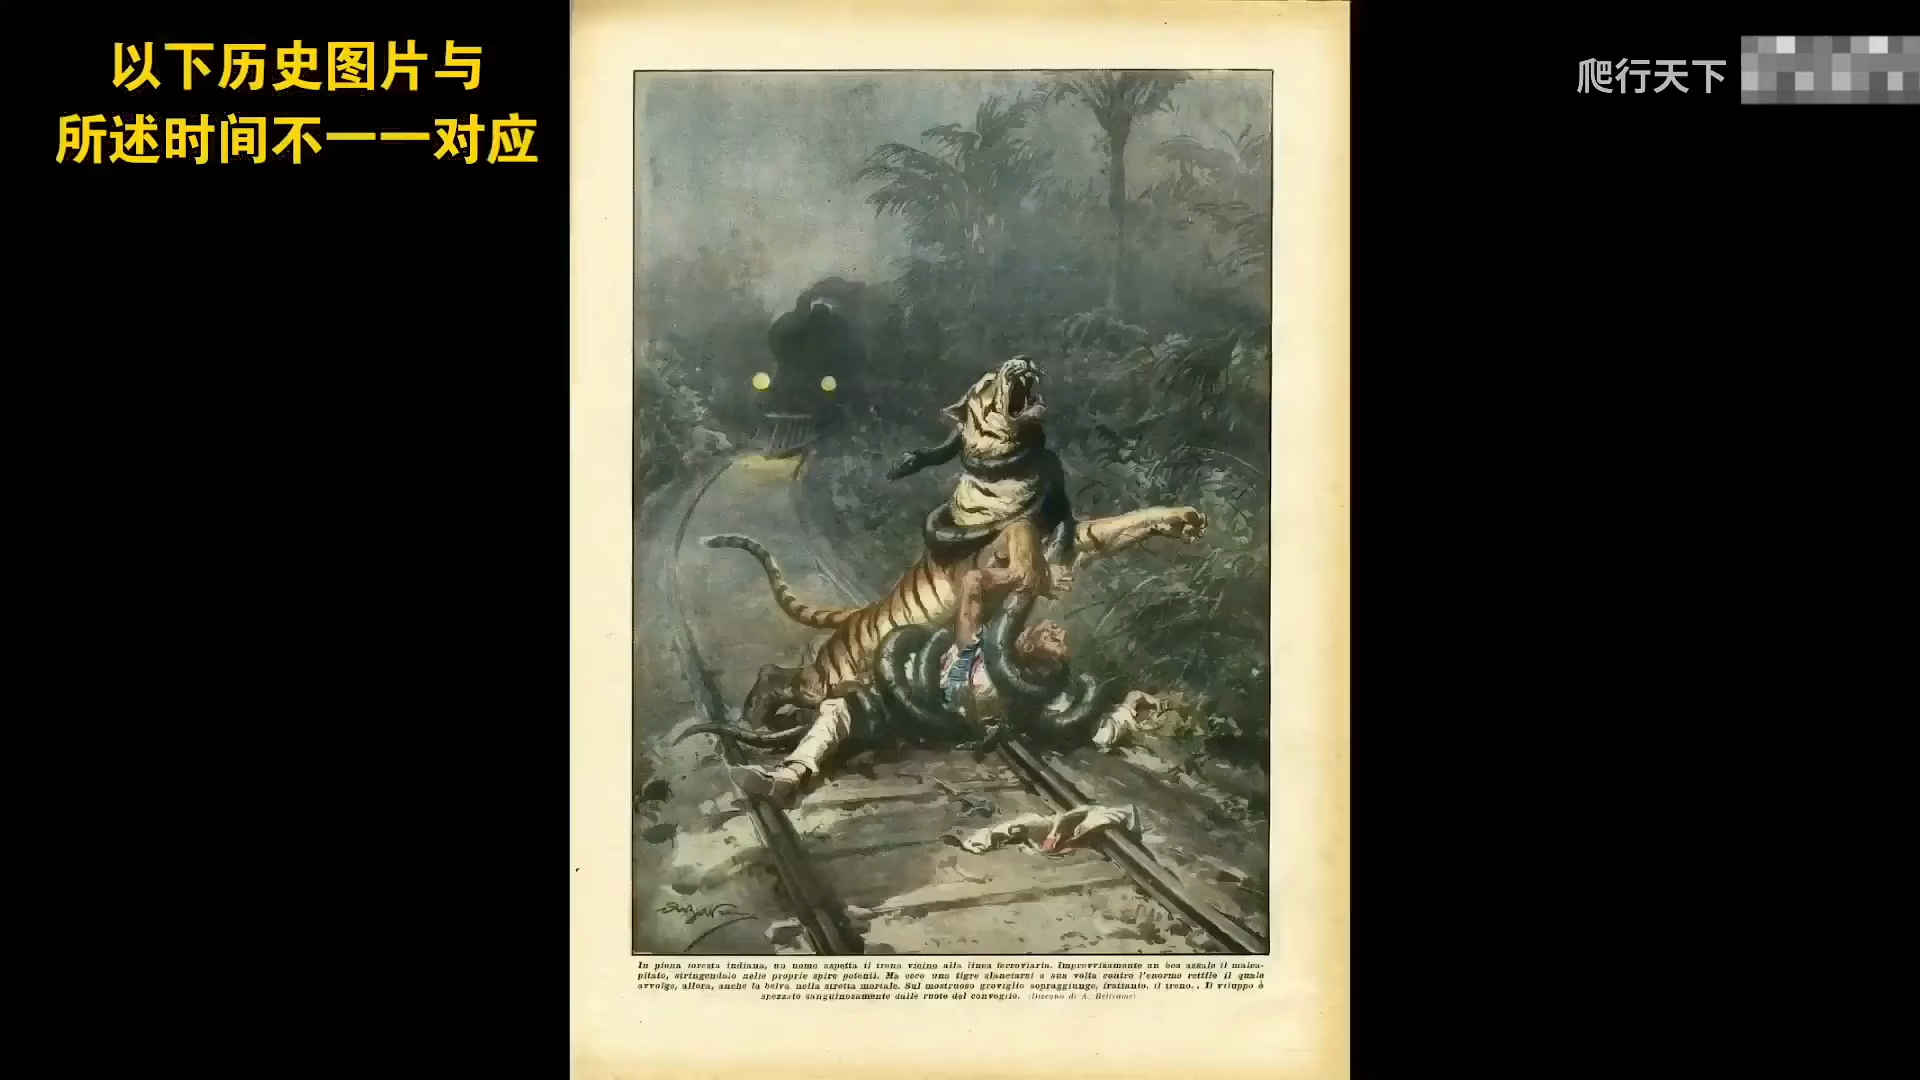 以下历史图片与
所述时间不一一对应
爬行天下
In piena foresta indiana, un uomo aspetta il treno vicino alla linea ferroviaria. Improvvisamente un boa assale il malca-
pitato, stringendolo nelle proprie spire potenti. Ma ecco una tigre slanciarsi a sua volta contro l'enorme rettile il quale
avvolge, allora, anche la belva nella stretta mortale. Sul mostruoso groviglio sopraggiunge, frattanto, il treno.. Il viluppo è
spezzato sanguinosamente dalle ruote del convoglio. (Disegno di A. Beltrame)